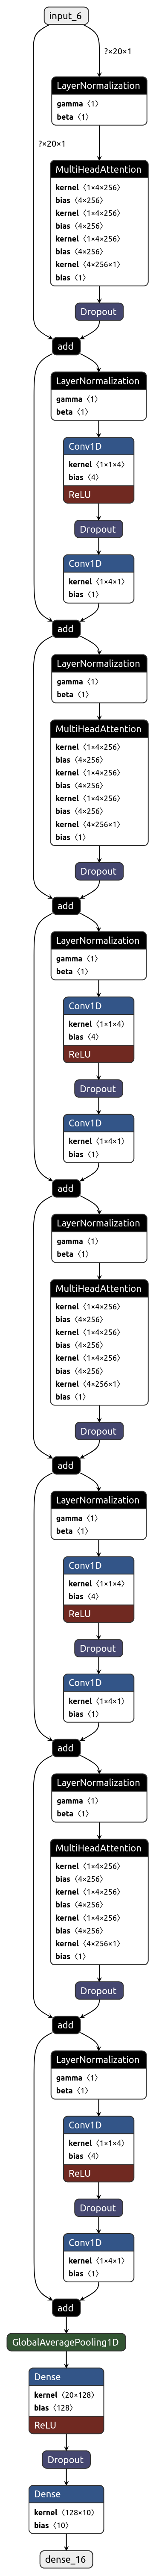 input_6
?×20×1
LayerNormalization
gamma ⟨1⟩
beta ⟨1⟩
?×20×1
MultiHeadAttention
kernel ⟨1×4×256⟩
bias ⟨4×256⟩
kernel ⟨1×4×256⟩
bias ⟨4×256⟩
kernel ⟨1×4×256⟩
bias ⟨4×256⟩
kernel ⟨4×256×1⟩
bias ⟨1⟩
Dropout
add
LayerNormalization
gamma ⟨1⟩
beta ⟨1⟩
Conv1D
kernel ⟨1×1×4⟩
bias ⟨4⟩
ReLU
Dropout
Conv1D
kernel ⟨1×4×1⟩
bias ⟨1⟩
add
LayerNormalization
gamma ⟨1⟩
beta ⟨1⟩
MultiHeadAttention
kernel ⟨1×4×256⟩
bias ⟨4×256⟩
kernel ⟨1×4×256⟩
bias ⟨4×256⟩
kernel ⟨1×4×256⟩
bias ⟨4×256⟩
kernel ⟨4×256×1⟩
bias ⟨1⟩
Dropout
add
LayerNormalization
gamma ⟨1⟩
beta ⟨1⟩
Conv1D
kernel ⟨1×1×4⟩
bias ⟨4⟩
ReLU
Dropout
Conv1D
kernel ⟨1×4×1⟩
bias ⟨1⟩
add
LayerNormalization
gamma ⟨1⟩
beta ⟨1⟩
MultiHeadAttention
kernel ⟨1×4×256⟩
bias ⟨4×256⟩
kernel ⟨1×4×256⟩
bias ⟨4×256⟩
kernel ⟨1×4×256⟩
bias ⟨4×256⟩
kernel ⟨4×256×1⟩
bias ⟨1⟩
Dropout
add
LayerNormalization
gamma ⟨1⟩
beta ⟨1⟩
Conv1D
kernel ⟨1×1×4⟩
bias ⟨4⟩
ReLU
Dropout
Conv1D
kernel ⟨1×4×1⟩
bias ⟨1⟩
add
LayerNormalization
gamma ⟨1⟩
beta ⟨1⟩
MultiHeadAttention
kernel ⟨1×4×256⟩
bias ⟨4×256⟩
kernel ⟨1×4×256⟩
bias ⟨4×256⟩
kernel ⟨1×4×256⟩
bias ⟨4×256⟩
kernel ⟨4×256×1⟩
bias ⟨1⟩
Dropout
add
LayerNormalization
gamma ⟨1⟩
beta ⟨1⟩
Conv1D
kernel ⟨1×1×4⟩
bias ⟨4⟩
ReLU
Dropout
Conv1D
kernel ⟨1×4×1⟩
bias ⟨1⟩
add
GlobalAveragePooling1D
Dense
kernel ⟨20×128⟩
bias ⟨128⟩
ReLU
Dropout
Dense
kernel ⟨128×10⟩
bias ⟨10⟩
dense_16